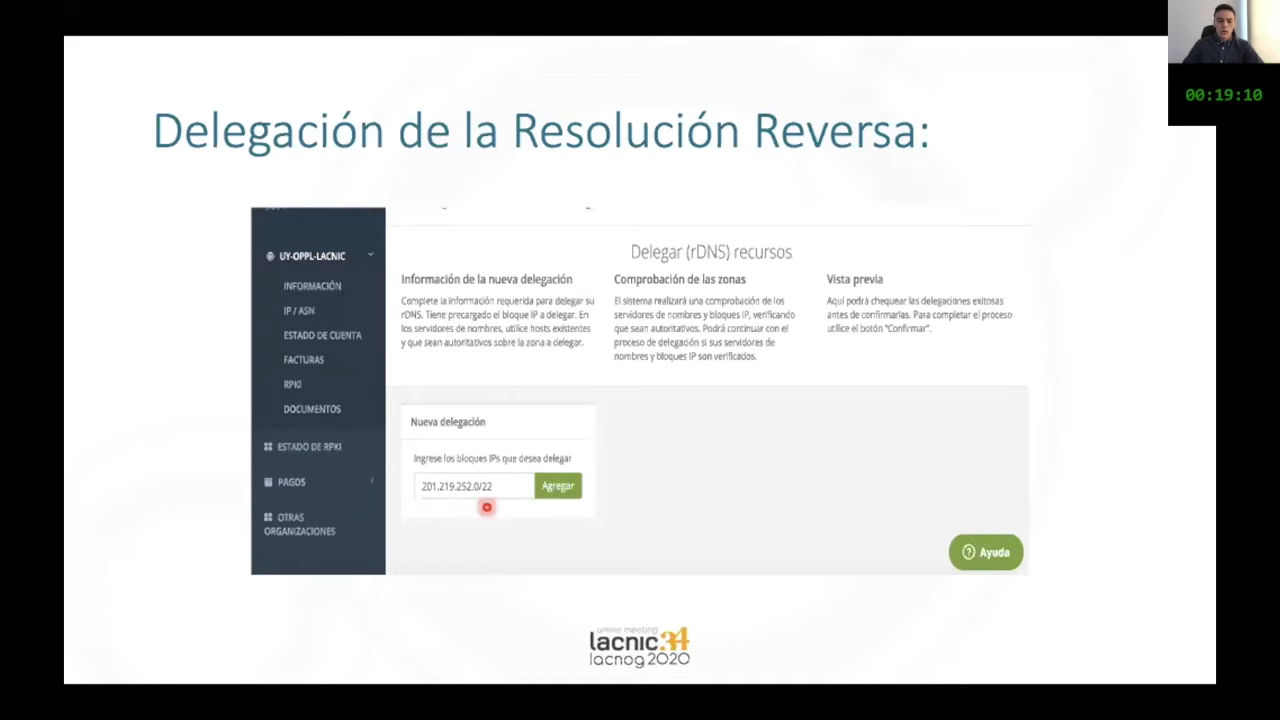 00:19:10
Delegación de la Resolución Reversa:
UY-OPPL-LACNIC
INFORMACIÓN
IP / ASN
ESTADO DE CUENTA
FACTURAS
RPKI
DOCUMENTOS
ESTADO DE RPKI
PAGOS
OTRAS
ORGANIZACIONES
Delegar (rDNS) recursos
Información de la nueva delegación
Complete la información requerida para delegar su
rDNS. Tiene precargado el bloque IP a delegar. En
los servidores de nombres, utilice hosts existentes
y que sean autoritativos sobre la zona a delegar.
Comprobación de las zonas
El sistema realizará una comprobación de los
servidores de nombres y bloques IP, verificando
que sean autoritativos. Podrá continuar con el
proceso de delegación si sus servidores de
nombres y bloques IP son verificados.
Vista previa
Aquí podrá chequear las delegaciones exitosas
antes de confirmarlas. Para completar el proceso
utilice el botón "Confirmar".
Nueva delegación
Ingrese los bloques IPs que desea delegar
201.219.252.0/22
Agregar
Ayuda
online meeting
lacnic.34
lacnog2020